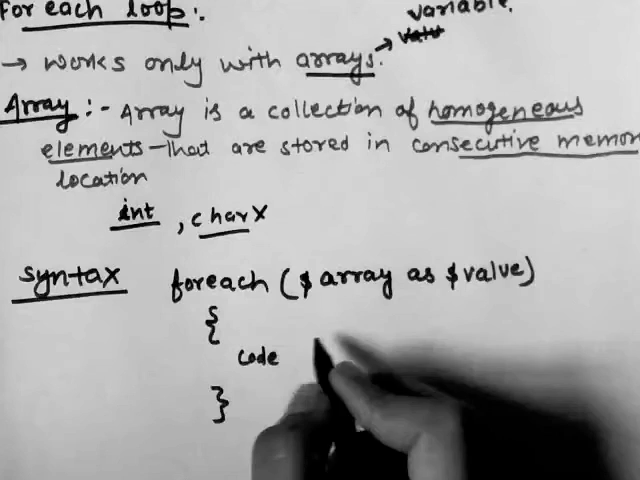 For each loop:.
variable.
→ works only with arrays. →
Array :- Array is a collection of homogeneous
elements that are stored in consecutive memor
location
int, char X
syntax foreach ($ array as $value)
{
code
}